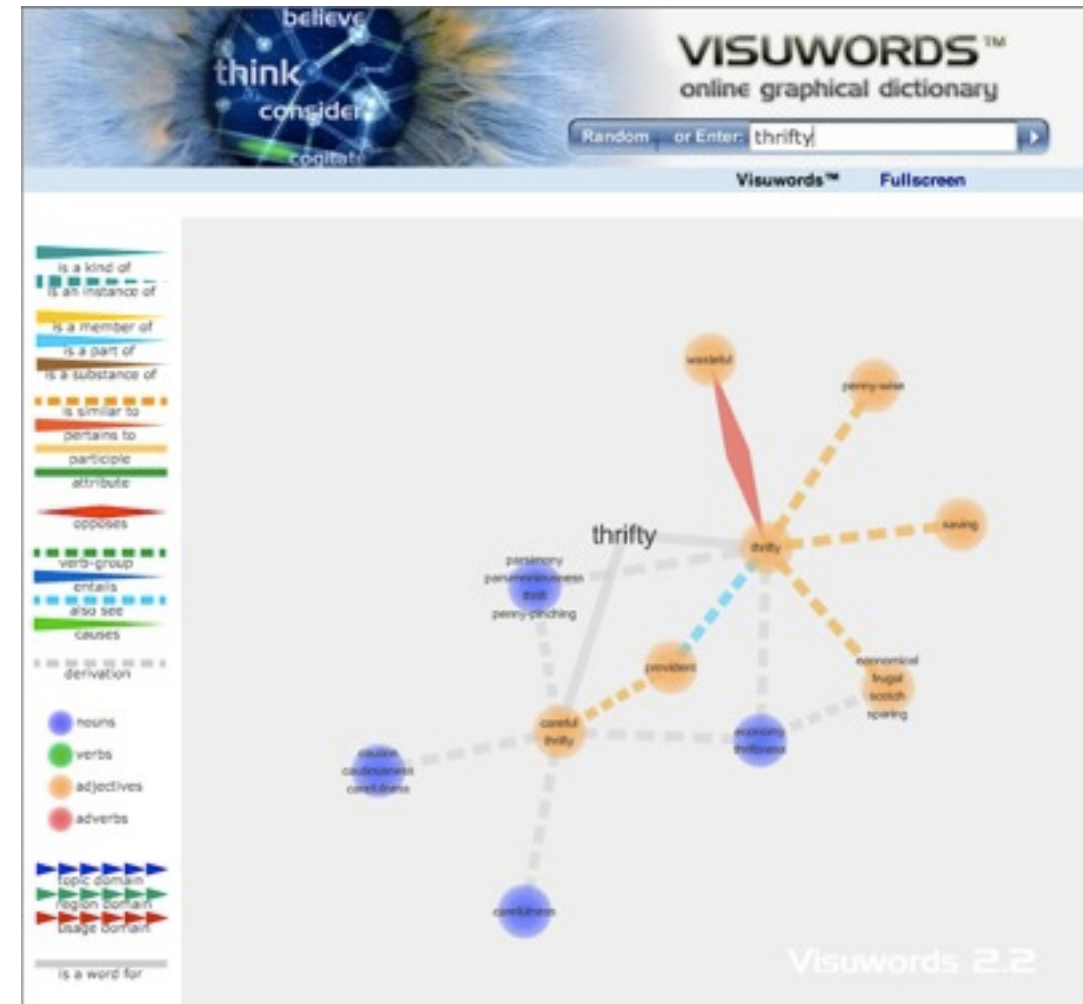 believe
think
consider
cogitate
VISUWORDS™
online graphical dictionary
Random or Enter: thrifty
Visuwords™ Fullscreen
is a kind of
is an instance of
is a member of
is a part of
is a substance of
is similar to
pertains to
participle
attribute
opposes
verb-group
entails
also see
causes
derivation
nouns
verbs
adjectives
adverbs
topic domain
region domain
usage domain
is a word for
wasteful
penny-wise
saving
thrifty
thrifty
parsimony
parsimoniousness
thrift
penny-pinching
provident
economical
frugal
scotch
sparing
careful
thrifty
economy
thriftiness
caution
cautiousness
carefulness
carefulness
Visuwords 2.2